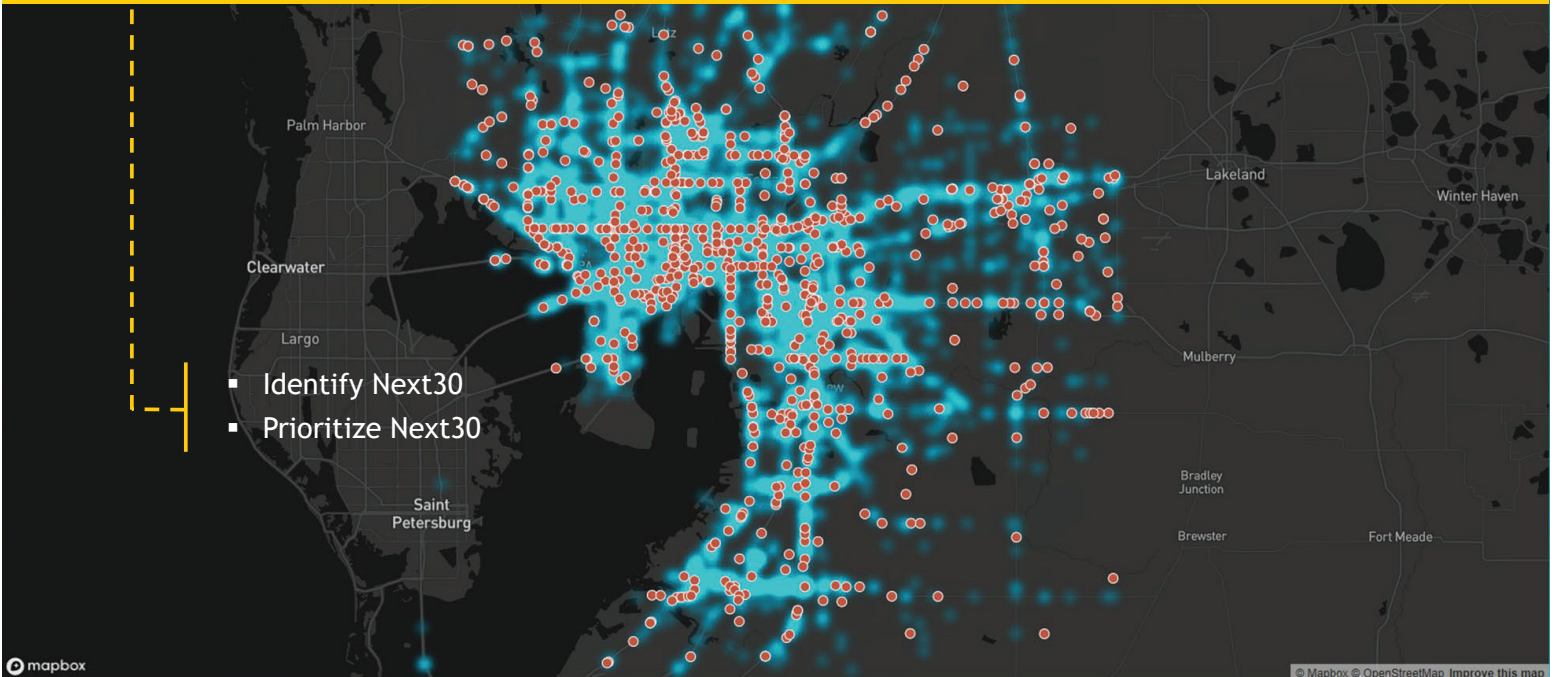 Lutz
Palm Harbor
Lakeland
Winter Haven
Clearwater
Largo
Mulberry
▪ Identify Next30
▪ Prioritize Next30
Bradley
Junction
Saint
Petersburg
Brewster
Fort Meade
mapbox
© Mapbox © OpenStreetMap Improve this map